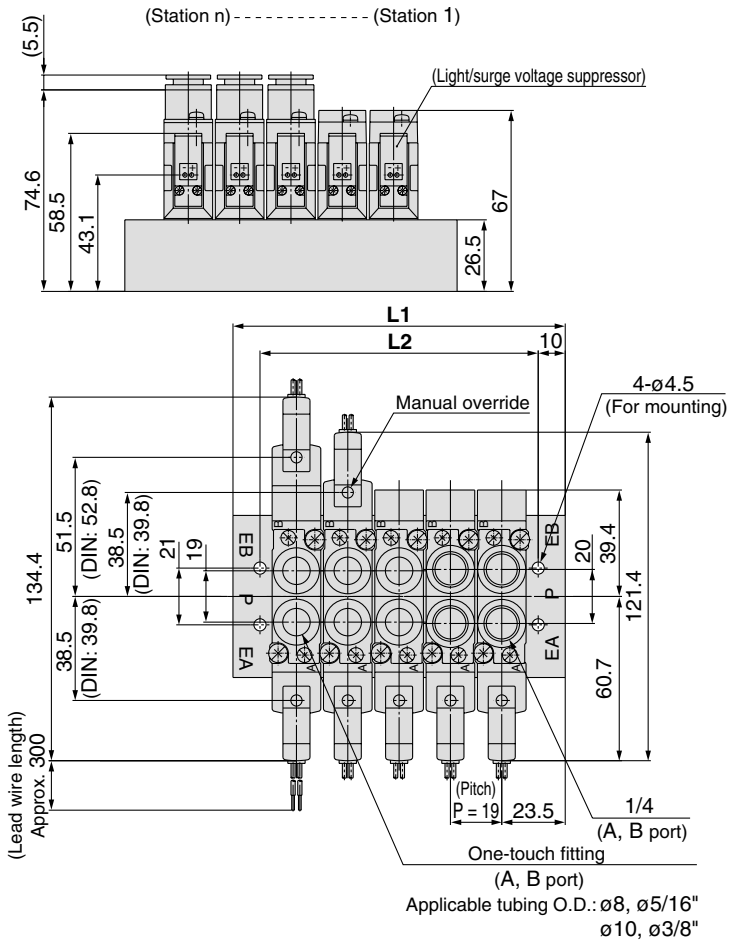 (Station n) ---------------- (Station 1)
(5.5)
(Light/surge voltage suppressor)
74.6
58.5
43.1
67
26.5
L1
L2
10
4-ø4.5
(For mounting)
Manual override
134.4
51.5
(DIN: 52.8)
38.5
(DIN: 39.8)
21
19
38.5
(DIN: 39.8)
EB
P
EA
B
B
B
B
B
A
A
A
A
A
EB
P
EA
20
39.4
121.4
60.7
(Lead wire length)
Approx. 300
(Pitch)
P = 19
23.5
1/4
(A, B port)
One-touch fitting
(A, B port)
Applicable tubing O.D.: ø8, ø5/16"
ø10, ø3/8"